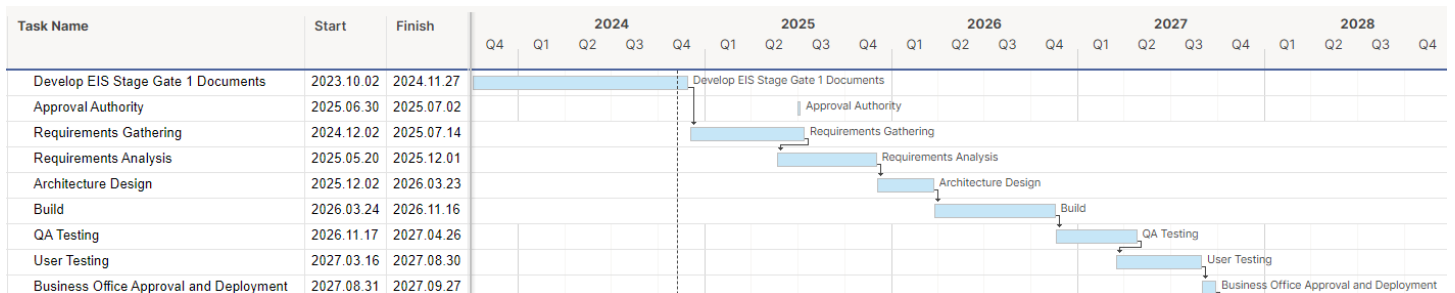 Task Name Start Finish 2024 2025 2026 2027 2028
Q4 Q1 Q2 Q3 Q4 Q1 Q2 Q3 Q4 Q1 Q2 Q3 Q4 Q1 Q2 Q3 Q4 Q1 Q2 Q3 Q4
Develop EIS Stage Gate 1 Documents 2023.10.02 2024.11.27 Develop EIS Stage Gate 1 Documents
Approval Authority 2025.06.30 2025.07.02 Approval Authority
Requirements Gathering 2024.12.02 2025.07.14 Requirements Gathering
Requirements Analysis 2025.05.20 2025.12.01 Requirements Analysis
Architecture Design 2025.12.02 2026.03.23 Architecture Design
Build 2026.03.24 2026.11.16 Build
QA Testing 2026.11.17 2027.04.26 QA Testing
User Testing 2027.03.16 2027.08.30 User Testing
Business Office Approval and Deployment 2027.08.31 2027.09.27 Business Office Approval and Deployment